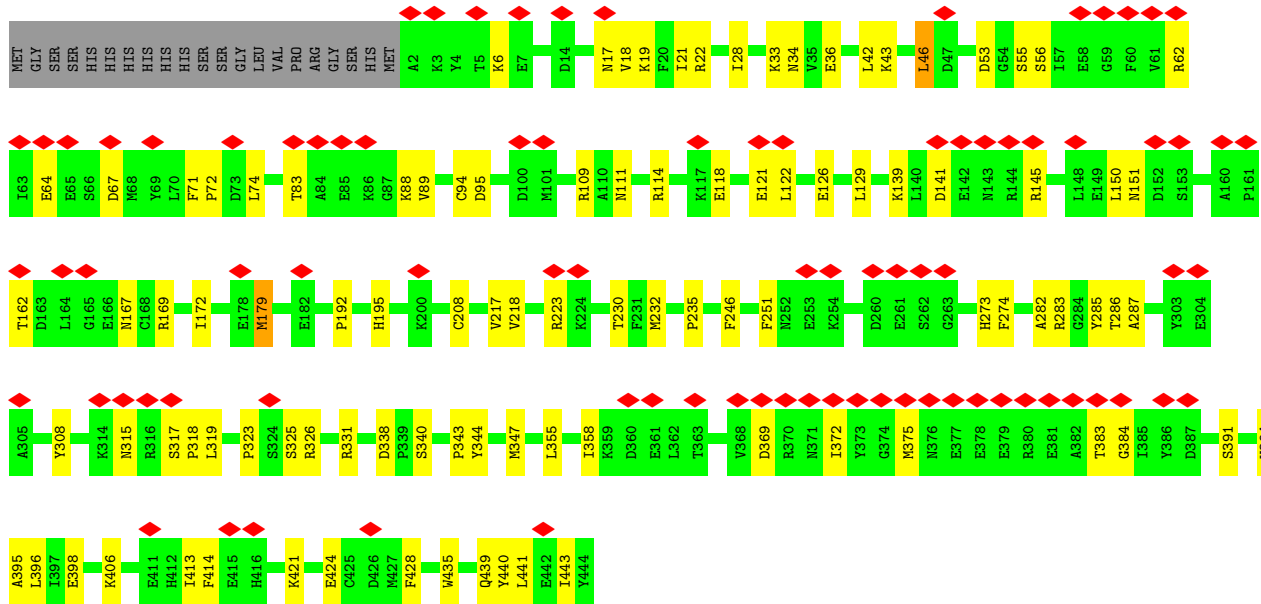 MET GLY SER SER HIS HIS HIS HIS HIS HIS SER SER GLY LEU VAL PRO ARG GLY SER HIS MET A2 K3 Y4 T5 K6 E7 D14 N17 V18 K19 F20 I21 R22 I28 K33 N34 V35 E36 L42 K43 L46 D47 D53 G54 S55 S56 I57 E58 G59 F60 V61 R62
I63 E64 E65 S66 D67 M68 Y69 L70 F71 P72 D73 L74 T83 A84 E85 K86 G87 K88 V89 C94 D95 D100 M101 R109 A110 N111 R114 K117 E118 E121 L122 E126 L129 K139 L140 D141 E142 N143 R144 R145 L148 E149 L150 N151 D152 S153 A160 P161
T162 D163 L164 G165 E166 N167 C168 R169 I172 E178 M179 E182 P192 H195 K200 C208 V217 V218 R223 K224 T230 F231 M232 P235 F246 F251 N252 E253 K254 D260 E261 S262 G263 H273 F274 A282 R283 G284 Y285 T286 A287 Y303 E304
A305 Y308 K314 N315 R316 S317 P318 L319 P323 S324 S325 R326 R331 D338 P339 S340 P343 Y344 M347 L355 I358 K359 D360 E361 L362 T363 V368 D369 R370 N371 I372 Y373 G374 M375 N376 E377 E378 E379 R380 E381 A382 T383 G384 I385 Y386 D387 S391
A395 L396 I397 E398 K406 E411 H412 I413 F414 E415 H416 K421 E424 C425 D426 M427 F428 W435 Q439 Y440 L441 E442 I443 Y444